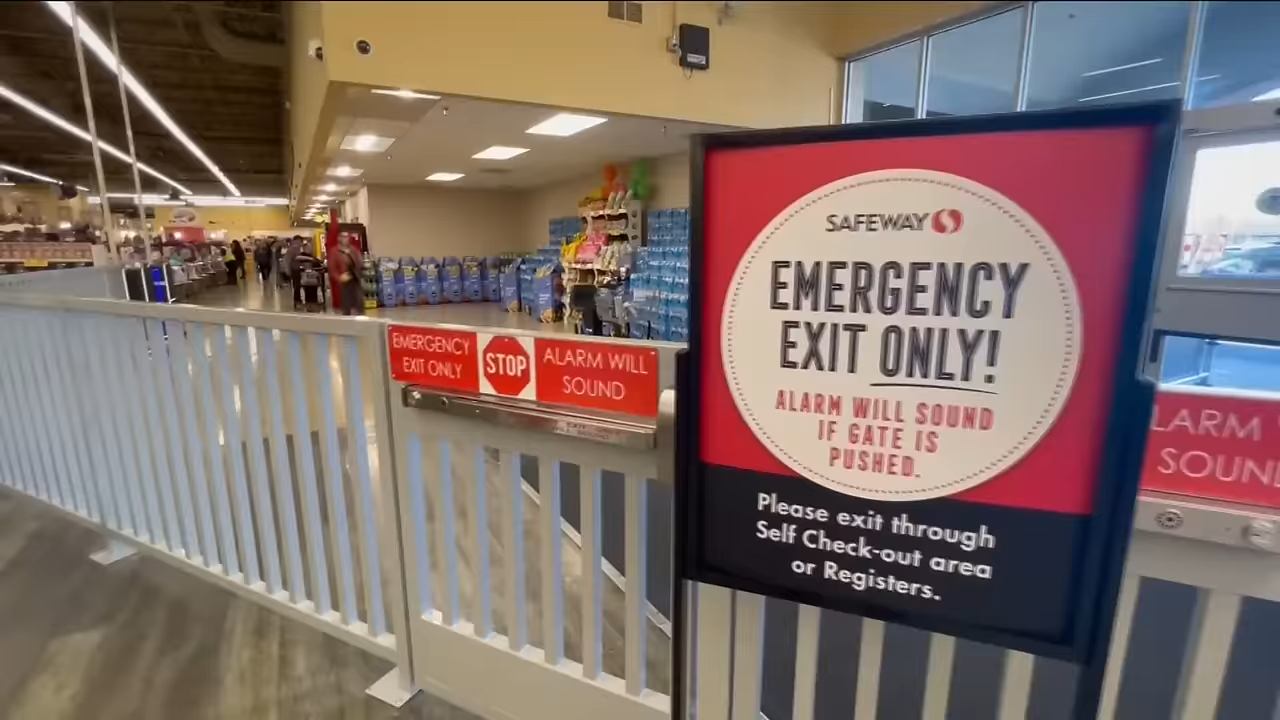 SAFEWAY
EMERGENCY
EXIT ONLY!
ALARM WILL SOUND
IF GATE IS
PUSHED.
Please exit through
Self Check-out area
or Registers.
EMERGENCY
EXIT ONLY
STOP
ALARM WILL
SOUND
LARM
SOUN